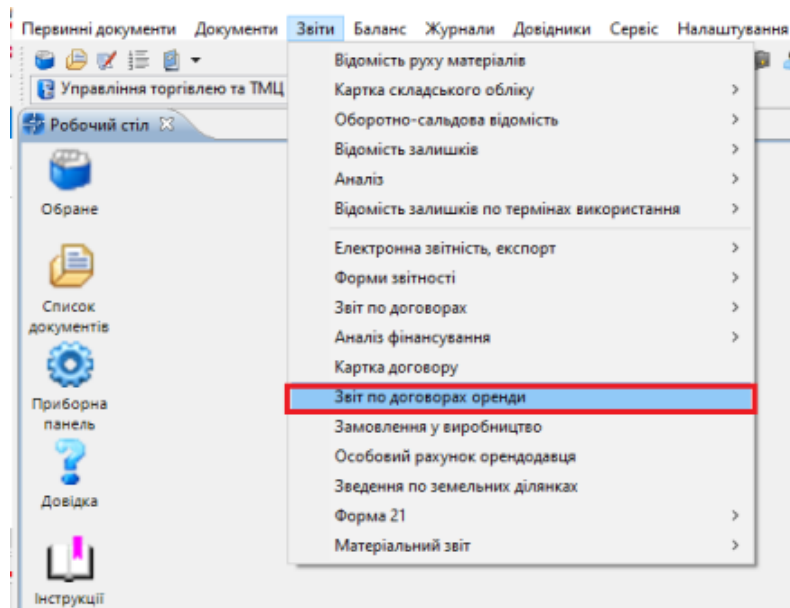 Первинні документи Документи Звіти Баланс Журнали Довідники Сервіс Налаштування
Управління торгівлею та ТМЦ
Робочий стіл
Обране
Список
документів
Приборна
панель
Довідка
Інструкції
Відомість руху матеріалів
Картка складського обліку
Оборотно-сальдова відомість
Відомість залишків
Аналіз
Відомість залишків по термінах використання
Електронна звітність, експорт
Форми звітності
Звіт по договорах
Аналіз фінансування
Картка договору
Звіт по договорах оренди
Замовлення у виробництво
Особовий рахунок орендодавця
Зведення по земельних ділянках
Форма 21
Матеріальний звіт